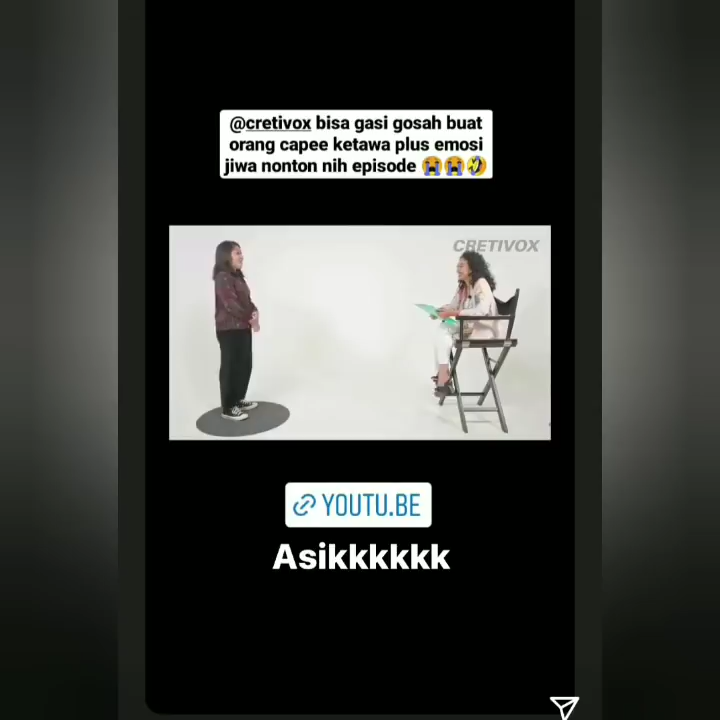 @cretivox bisa gasi gosah buat
orang capee ketawa plus emosi
jiwa nonton nih episode 😭😭🤣
CRETIVOX
YOUTU.BE
Asikkkkkk